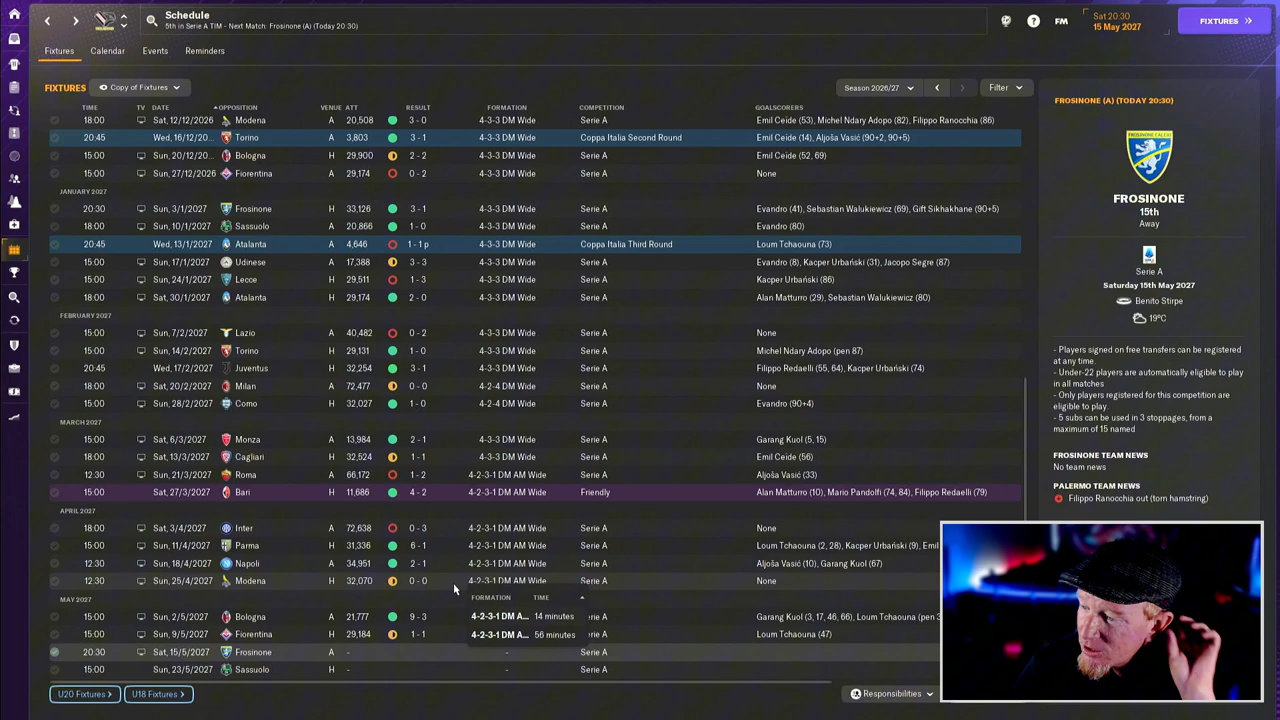 Schedule
5th in Serie A TIM - Next Match: Frosinone (A) (Today 20:30)
FM
Sat 20:30
15 May 2027
FIXTURES
Fixtures Calendar Events Reminders
FIXTURES Copy of Fixtures Season 2026/27 Filter
TIME TV DATE OPPOSITION VENUE ATT RESULT FORMATION COMPETITION GOALSCORERS
18:00 Sat, 12/12/2026 Modena A 20,508 3 - 0 4-3-3 DM Wide Serie A Emil Ceide (53), Michel Ndary Adopo (82), Filippo Ranocchia (86)
20:45 Wed, 16/12/20... Torino A 3,803 3 - 1 4-3-3 DM Wide Coppa Italia Second Round Emil Ceide (14), Aljoša Vasić (90+2, 90+5)
15:00 Sun, 20/12/20... Bologna A 29,900 2 - 2 4-3-3 DM Wide Serie A Emil Ceide (52, 69)
15:00 Sun, 27/12/2026 Fiorentina A 29,174 0 - 2 4-3-3 DM Wide Serie A None
JANUARY 2027
20:30 Sun, 3/1/2027 Frosinone H 33,126 3 - 1 4-3-3 DM Wide Serie A Evandro (41), Sebastian Walukiewicz (69), Gift Sikhakhane (90+5)
18:00 Sun, 10/1/2027 Sassuolo A 20,866 1 - 0 4-3-3 DM Wide Serie A Evandro (80)
20:45 Wed, 13/1/2027 Atalanta A 4,646 1 - 1 p 4-3-3 DM Wide Coppa Italia Third Round Loum Tchaouna (73)
15:00 Sun, 17/1/2027 Udinese A 17,388 3 - 3 4-3-3 DM Wide Serie A Evandro (8), Kacper Urbański (31), Jacopo Segre (87)
15:00 Sun, 24/1/2027 Lecce H 29,511 1 - 3 4-3-3 DM Wide Serie A Kacper Urbański (86)
18:00 Sat, 30/1/2027 Atalanta H 29,174 2 - 0 4-3-3 DM Wide Serie A Alan Matturro (29), Sebastian Walukiewicz (80)
FEBRUARY 2027
15:00 Sun, 7/2/2027 Lazio A 40,482 0 - 2 4-3-3 DM Wide Serie A None
15:00 Sun, 14/2/2027 Torino H 29,131 1 - 0 4-3-3 DM Wide Serie A Michel Ndary Adopo (pen 87)
20:45 Wed, 17/2/2027 Juventus H 32,254 3 - 1 4-3-3 DM Wide Serie A Filippo Redaelli (55, 64), Kacper Urbański (74)
18:00 Sat, 20/2/2027 Milan A 72,477 0 - 0 4-2-4 DM Wide Serie A None
15:00 Sun, 28/2/2027 Como H 32,027 1 - 0 4-2-4 DM Wide Serie A Evandro (90+4)
MARCH 2027
15:00 Sat, 6/3/2027 Monza A 13,984 2 - 1 4-3-3 DM Wide Serie A Garang Kuol (5, 15)
18:00 Sat, 13/3/2027 Cagliari H 32,524 1 - 1 4-3-3 DM Wide Serie A Emil Ceide (56)
12:30 Sun, 21/3/2027 Roma A 66,172 1 - 2 4-2-3-1 DM AM Wide Serie A Aljoša Vasić (33)
15:00 Sat, 27/3/2027 Bari H 11,686 4 - 2 4-2-3-1 DM AM Wide Friendly Alan Matturro (10), Mario Pandolfi (74, 84), Filippo Redaelli (79)
APRIL 2027
18:00 Sat, 3/4/2027 Inter A 72,638 0 - 3 4-2-3-1 DM AM Wide Serie A None
15:00 Sun, 11/4/2027 Parma H 31,336 6 - 1 4-2-3-1 DM AM Wide Serie A Loum Tchaouna (2, 28), Kacper Urbański (9), Emil
12:30 Sun, 18/4/2027 Napoli A 34,951 2 - 1 4-2-3-1 DM AM Wide Serie A Aljoša Vasić (10), Garang Kuol (67)
12:30 Sun, 25/4/2027 Modena H 32,070 0 - 0 4-2-3-1 DM AM Wide Serie A None
FORMATION TIME
4-2-3-1 DM A... 14 minutes
4-2-3-1 DM A... 56 minutes
MAY 2027
15:00 Sun, 2/5/2027 Bologna H 21,777 9 - 3 Garang Kuol (3, 17, 46, 66), Loum Tchaouna (pen
15:00 Sun, 9/5/2027 Fiorentina H 29,184 1 - 1 Loum Tchaouna (47)
20:30 Sat, 15/5/2027 Frosinone A - - Serie A
15:00 Sun, 23/5/2027 Sassuolo H - - Serie A
U20 Fixtures U18 Fixtures Responsibilities
FROSINONE (A) (TODAY 20:30)
FROSINONE
15th
Away
Serie A
Saturday 15th May 2027
Benito Stirpe
19°C
- Players signed on free transfers can be registered
at any time.
- Under-22 players are automatically eligible to play
in all matches
- Only players registered for this competition are
eligible to play.
- 5 subs can be used in 3 stoppages, from a
maximum of 15 named
FROSINONE TEAM NEWS
No team news
PALERMO TEAM NEWS
Filippo Ranocchia out (torn hamstring)